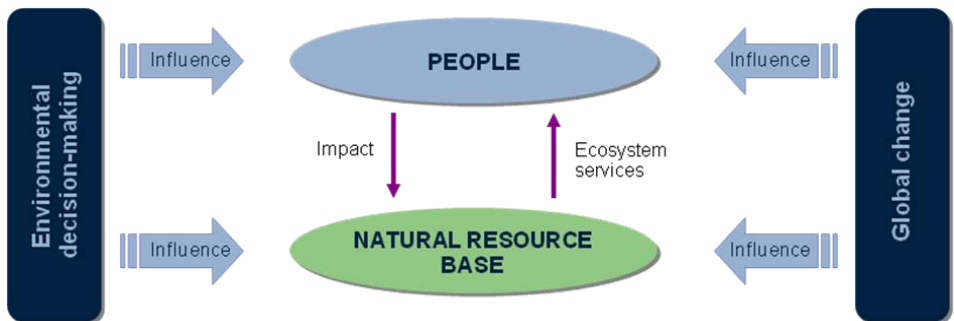 Environmental
decision-making
Influence
PEOPLE
Influence
Global change
Impact
Ecosystem
services
Influence
NATURAL RESOURCE
BASE
Influence